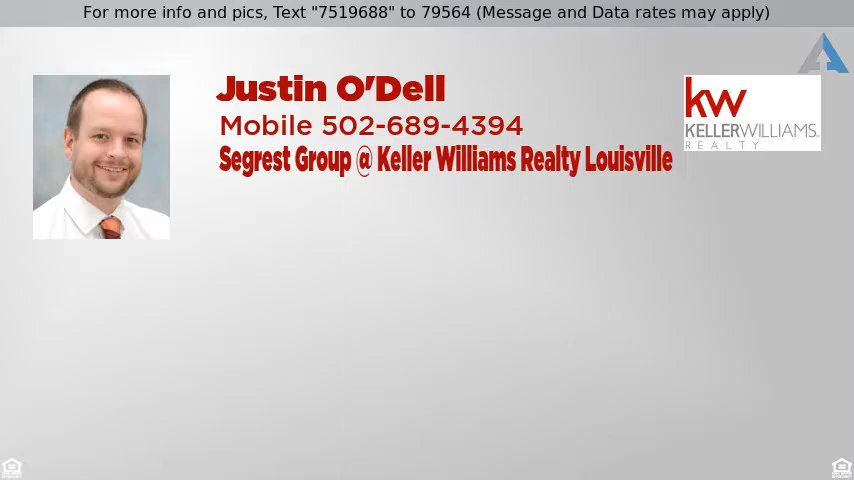 For more info and pics, Text "7519688" to 79564 (Message and Data rates may apply)
Justin O'Dell
Mobile 502-689-4394
Segrest Group @ Keller Williams Realty Louisville
kw
KELLERWILLIAMS.
REALTY